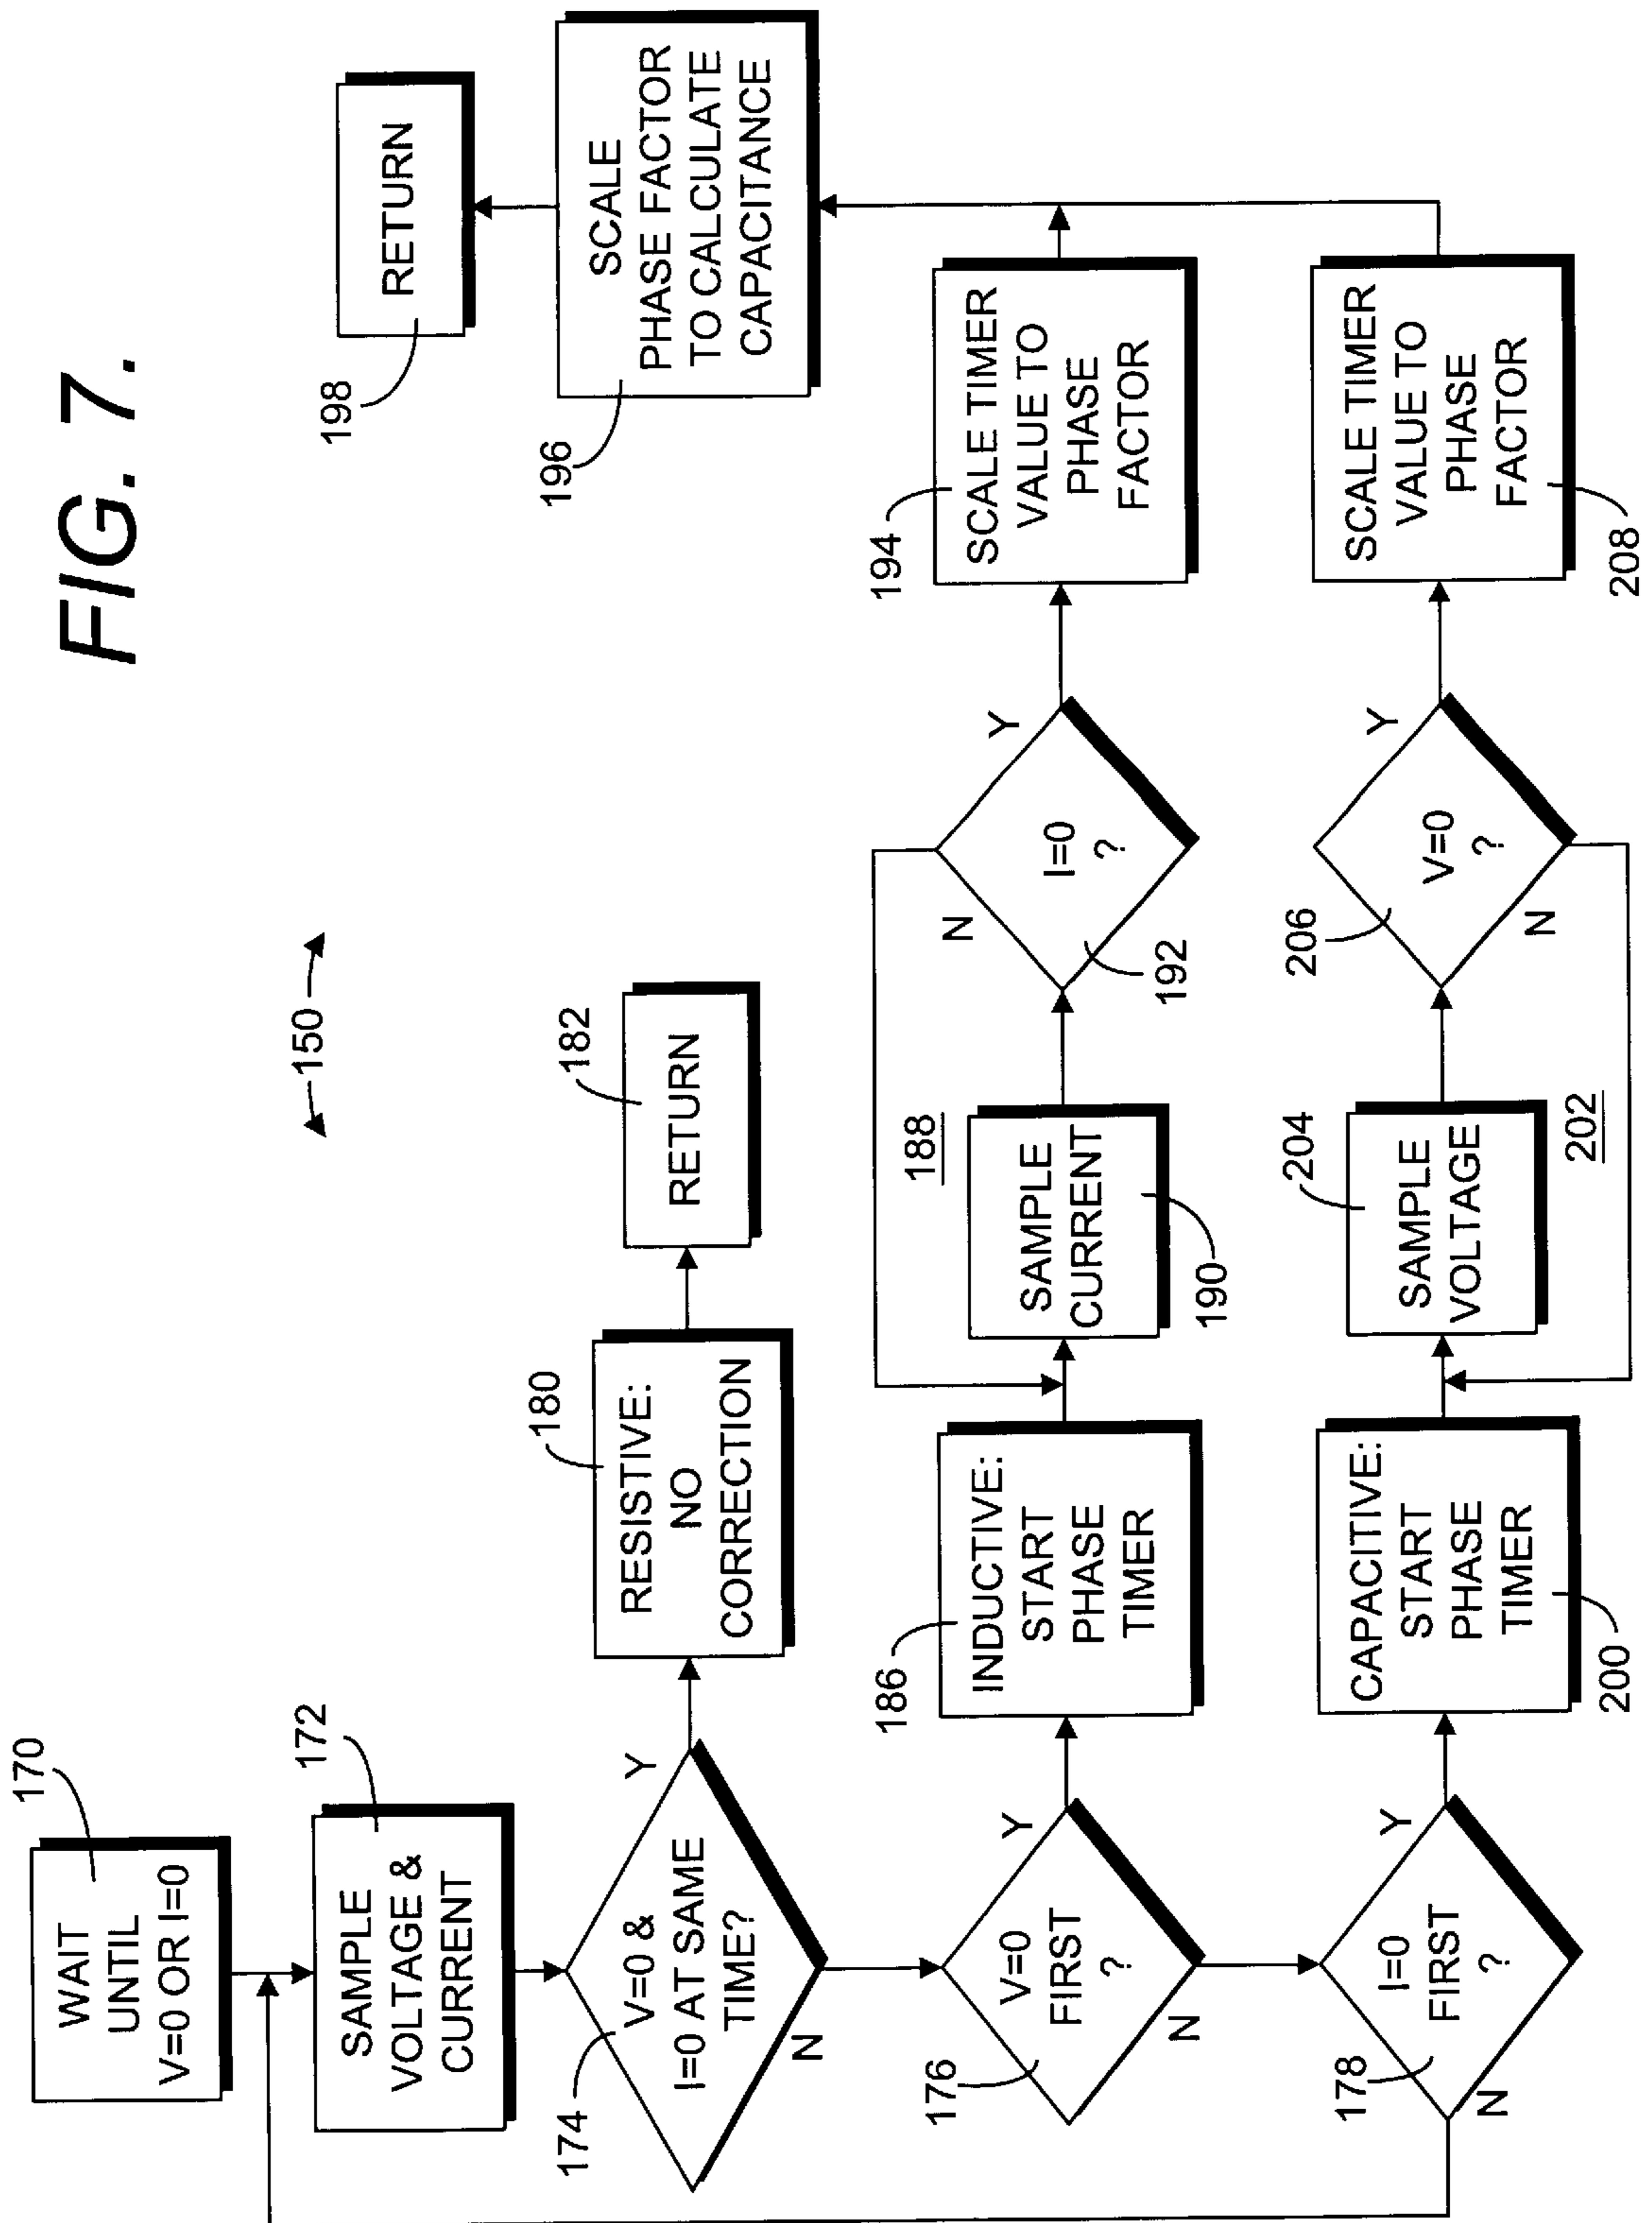 FIG. 7.
150
170
WAIT
UNTIL
V=0 OR I=0
172
SAMPLE
VOLTAGE &
CURRENT
174
V=0 &
I=0 AT SAME
TIME?
Y
N
180
RESISTIVE:
NO
CORRECTION
182
RETURN
176
V=0
FIRST
?
Y
N
186
INDUCTIVE:
START
PHASE
TIMER
188
190
SAMPLE
CURRENT
192
I=0
?
N
Y
194
SCALE TIMER
VALUE TO
PHASE
FACTOR
196
SCALE
PHASE FACTOR
TO CALCULATE
CAPACITANCE
198
RETURN
178
I=0
FIRST
?
Y
N
200
CAPACITIVE:
START
PHASE
TIMER
202
204
SAMPLE
VOLTAGE
206
V=0
?
Y
N
208
SCALE TIMER
VALUE TO
PHASE
FACTOR